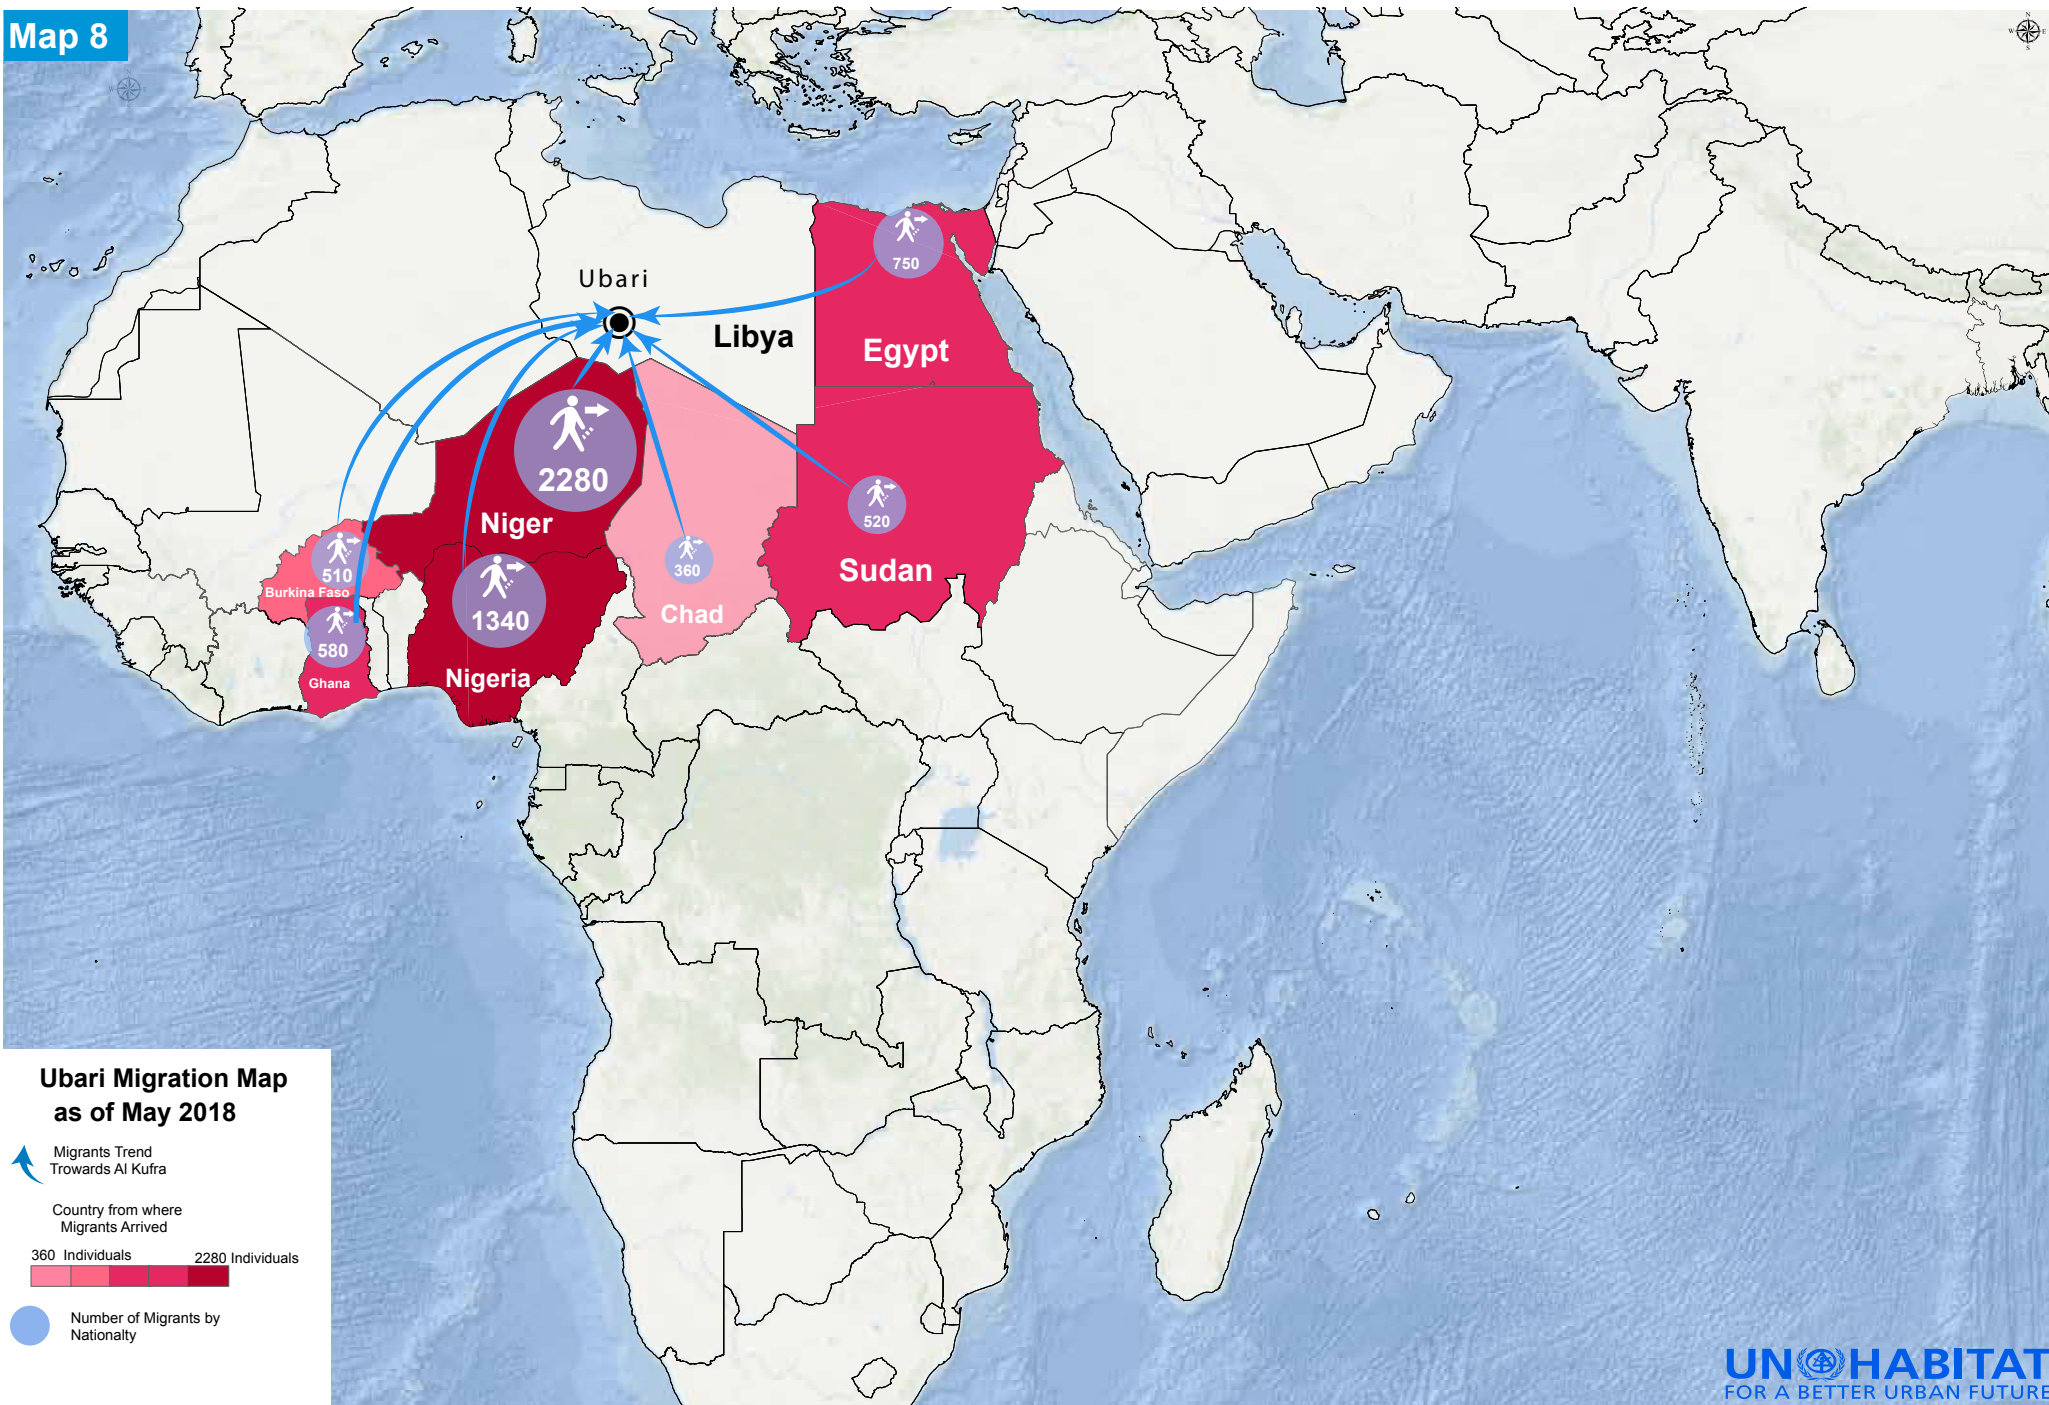 Map 8
N
W E
S
Ubari
750
Libya
Egypt
2280
Niger
520
510
Burkina Faso
360
Sudan
1340
Chad
580
Nigeria
Ghana
Ubari Migration Map
as of May 2018
Migrants Trend
Trowards Al Kufra
Country from where
Migrants Arrived
360 Individuals 2280 Individuals
Number of Migrants by
Nationalty
UN HABITAT
FOR A BETTER URBAN FUTURE